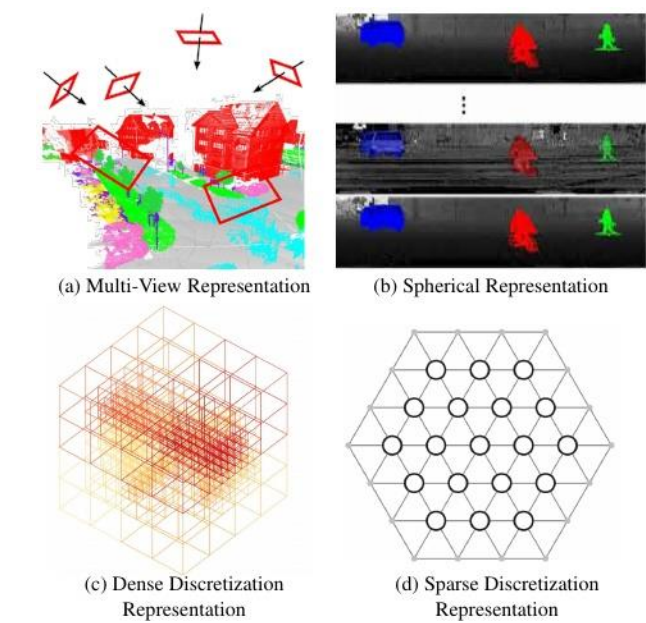 (a) Multi-View Representation
(b) Spherical Representation
(c) Dense Discretization
Representation
(d) Sparse Discretization
Representation